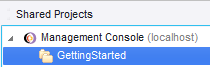 Shared Projects
Management Console (localhost)
GettingStarted